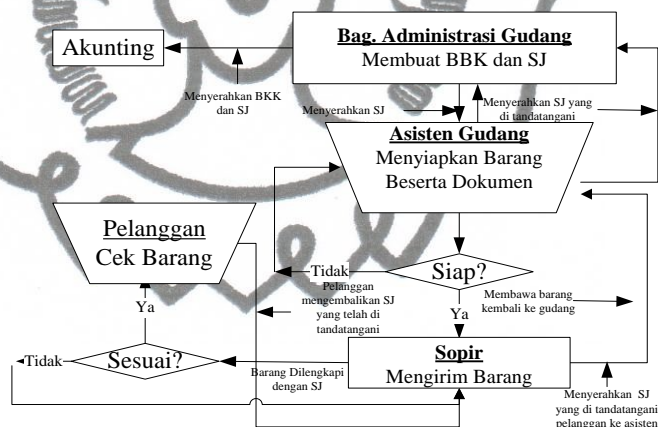 Bag. Administrasi Gudang
Membuat BBK dan SJ
Akunting
Menyerahkan BKK
dan SJ
Menyerahkan SJ
Menyerahkan SJ yang
di tandatangani
Asisten Gudang
Menyiapkan Barang
Beserta Dokumen
Pelanggan
Cek Barang
Siap?
Tidak
Pelanggan
mengembalikan SJ
yang telah di
tandatangani
Membawa barang
kembali ke gudang
Ya
Ya
Sopir
Mengirim Barang
Sesuai?
Tidak
Barang Dilengkapi
dengan SJ
Menyerahkan SJ
yang di tandatangani
pelanggan ke asisten